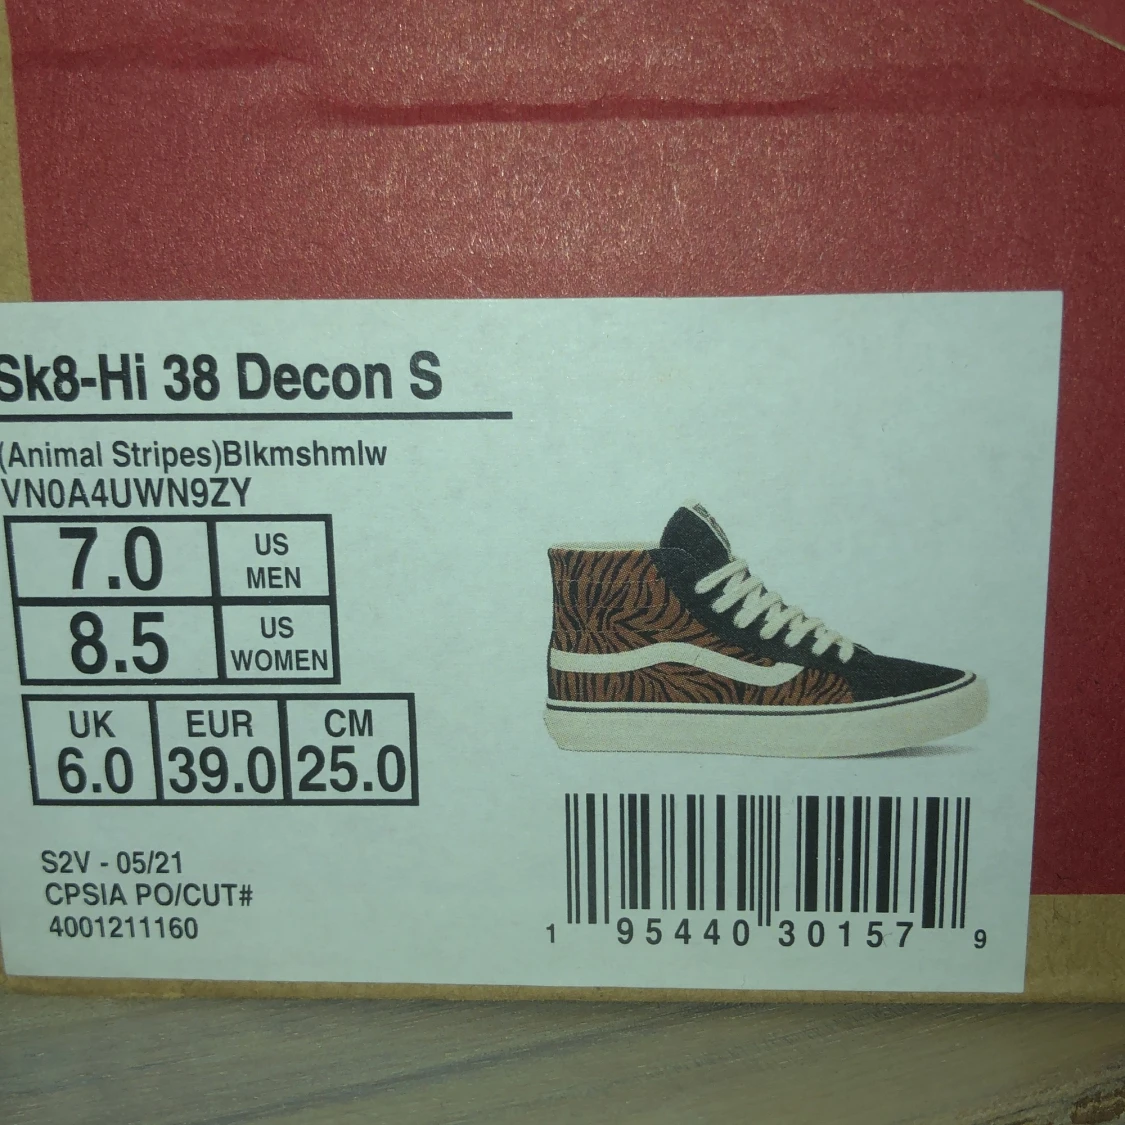 Sk8-Hi 38 Decon S
(Animal Stripes)Blkmshmlw
VN0A4UWN9ZY
7.0 US MEN
8.5 US WOMEN
UK EUR CM
6.0 39.0 25.0
S2V - 05/21
CPSIA PO/CUT#
4001211160
1 95440 30157 9